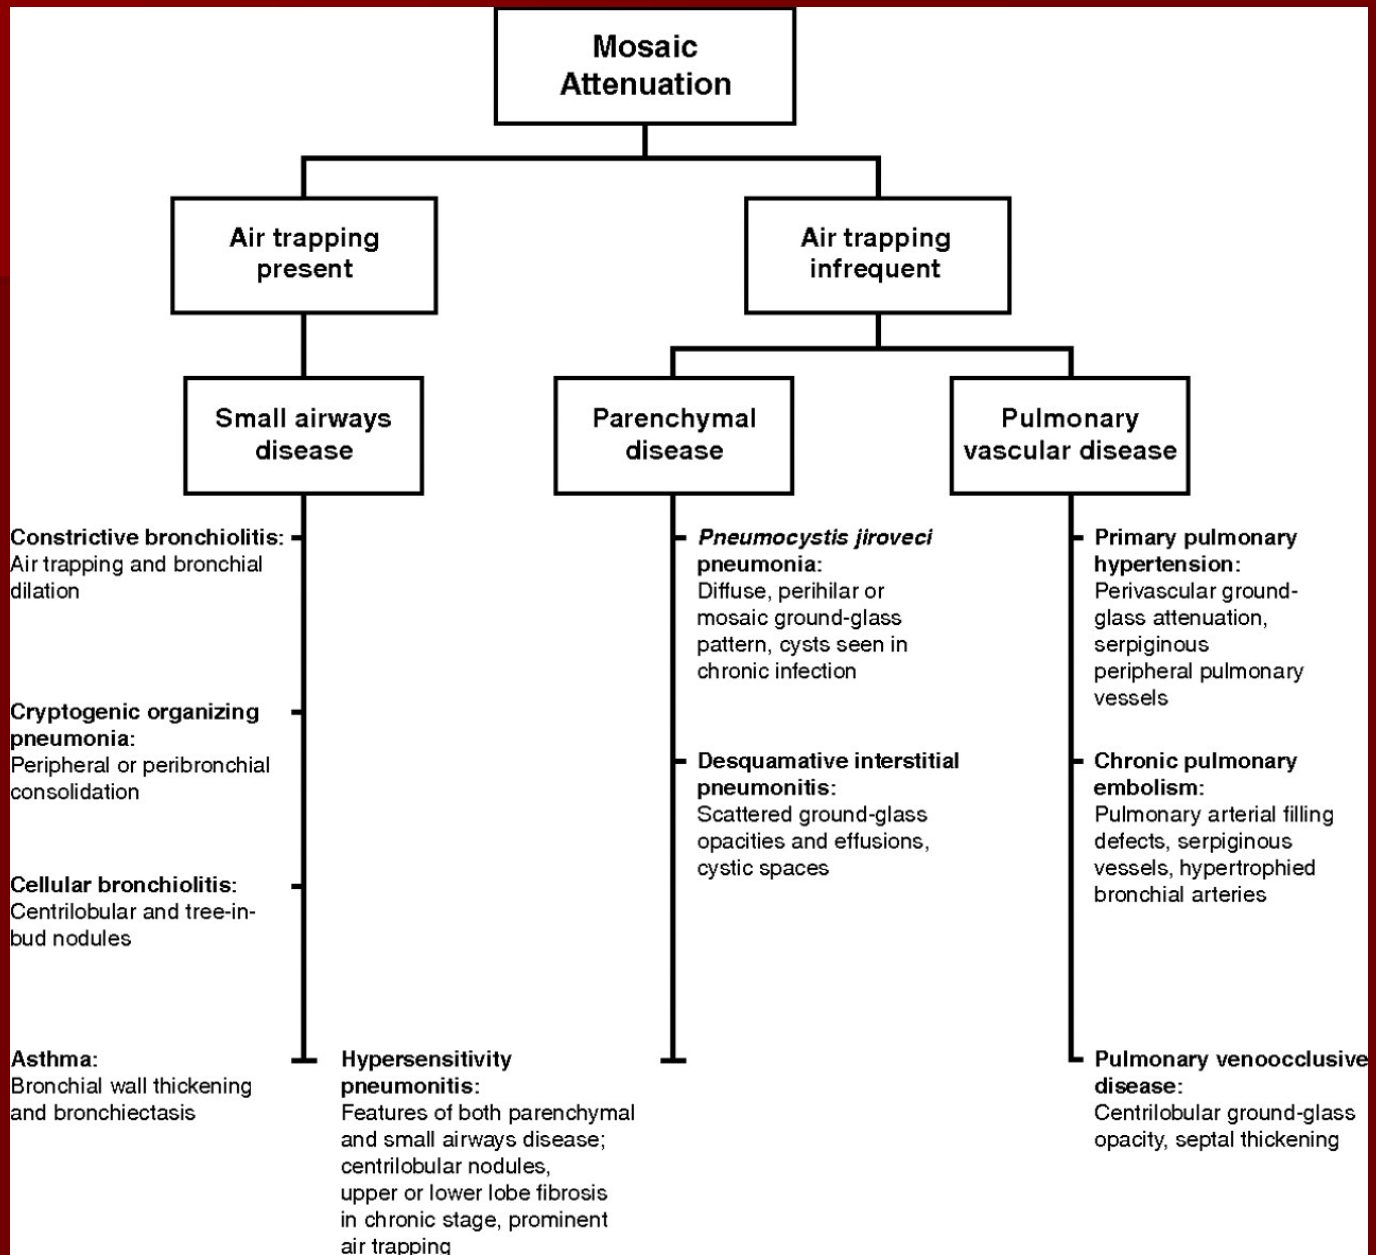 Mosaic
Attenuation
Air trapping
present
Air trapping
infrequent
Small airways
disease
Parenchymal
disease
Pulmonary
vascular disease
Constrictive bronchiolitis:
Air trapping and bronchial
dilation
Cryptogenic organizing
pneumonia:
Peripheral or peribronchial
consolidation
Cellular bronchiolitis:
Centrilobular and tree-in-
bud nodules
Asthma:
Bronchial wall thickening
and bronchiectasis
Hypersensitivity
pneumonitis:
Features of both parenchymal
and small airways disease;
centrilobular nodules,
upper or lower lobe fibrosis
in chronic stage, prominent
air trapping
Pneumocystis jiroveci
pneumonia:
Diffuse, perihilar or
mosaic ground-glass
pattern, cysts seen in
chronic infection
Desquamative interstitial
pneumonitis:
Scattered ground-glass
opacities and effusions,
cystic spaces
Primary pulmonary
hypertension:
Perivascular ground-
glass attenuation,
serpiginous
peripheral pulmonary
vessels
Chronic pulmonary
embolism:
Pulmonary arterial filling
defects, serpiginous
vessels, hypertrophied
bronchial arteries
Pulmonary venoocclusive
disease:
Centrilobular ground-glass
opacity, septal thickening